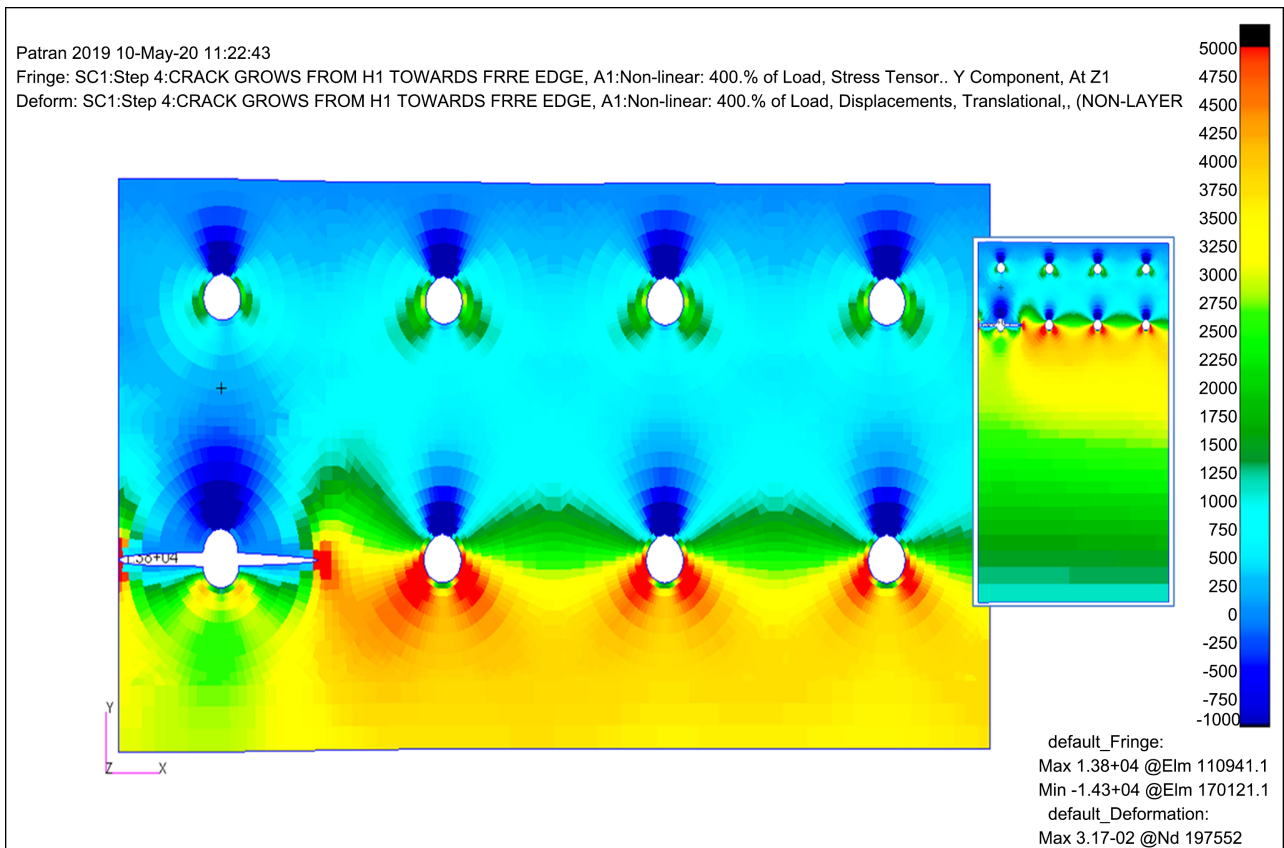 Patran 2019 10-May-20 11:22:43
Fringe: SC1:Step 4:CRACK GROWS FROM H1 TOWARDS FRRE EDGE, A1:Non-linear: 400.% of Load, Stress Tensor.. Y Component, At Z1
Deform: SC1:Step 4:CRACK GROWS FROM H1 TOWARDS FRRE EDGE, A1:Non-linear: 400.% of Load, Displacements, Translational,, (NON-LAYER
5000
4750
4500
4250
4000
3750
3500
3250
3000
2750
2500
2250
2000
1750
1500
1250
1000
750
500
250
0
-250
-500
-750
-1000
1.38+04
Y
Z X
default_Fringe:
Max 1.38+04 @Elm 110941.1
Min -1.43+04 @Elm 170121.1
default_Deformation:
Max 3.17-02 @Nd 197552